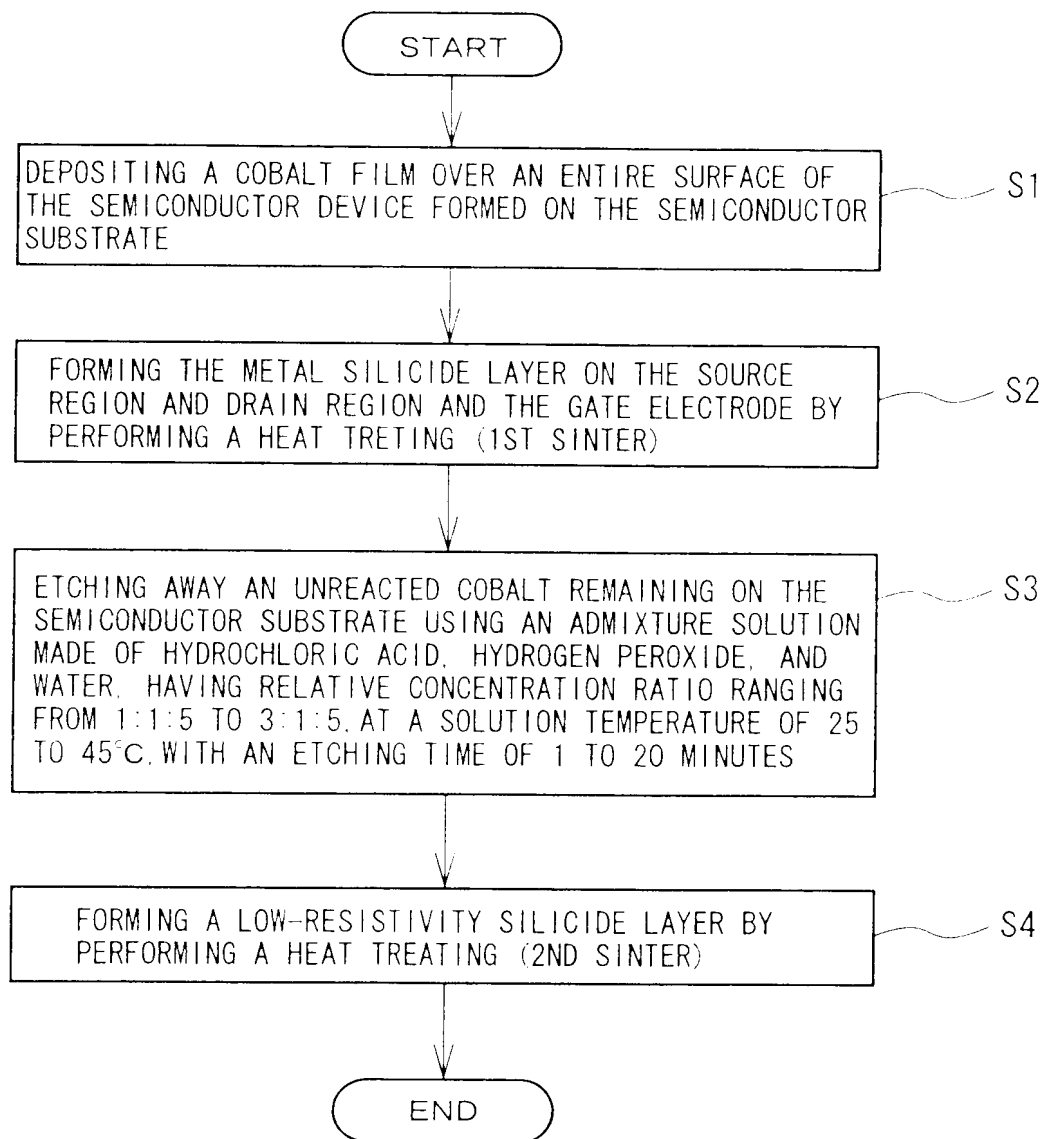 START
DEPOSITING A COBALT FILM OVER AN ENTIRE SURFACE OF
THE SEMICONDUCTOR DEVICE FORMED ON THE SEMICONDUCTOR
SUBSTRATE
S1
FORMING THE METAL SILICIDE LAYER ON THE SOURCE
REGION AND DRAIN REGION AND THE GATE ELECTRODE BY
PERFORMING A HEAT TRETING (1ST SINTER)
S2
ETCHING AWAY AN UNREACTED COBALT REMAINING ON THE
SEMICONDUCTOR SUBSTRATE USING AN ADMIXTURE SOLUTION
MADE OF HYDROCHLORIC ACID, HYDROGEN PEROXIDE, AND
WATER, HAVING RELATIVE CONCENTRATION RATIO RANGING
FROM 1:1:5 TO 3:1:5, AT A SOLUTION TEMPERATURE OF 25
TO 45°C, WITH AN ETCHING TIME OF 1 TO 20 MINUTES
S3
FORMING A LOW-RESISTIVITY SILICIDE LAYER BY
PERFORMING A HEAT TREATING (2ND SINTER)
S4
END